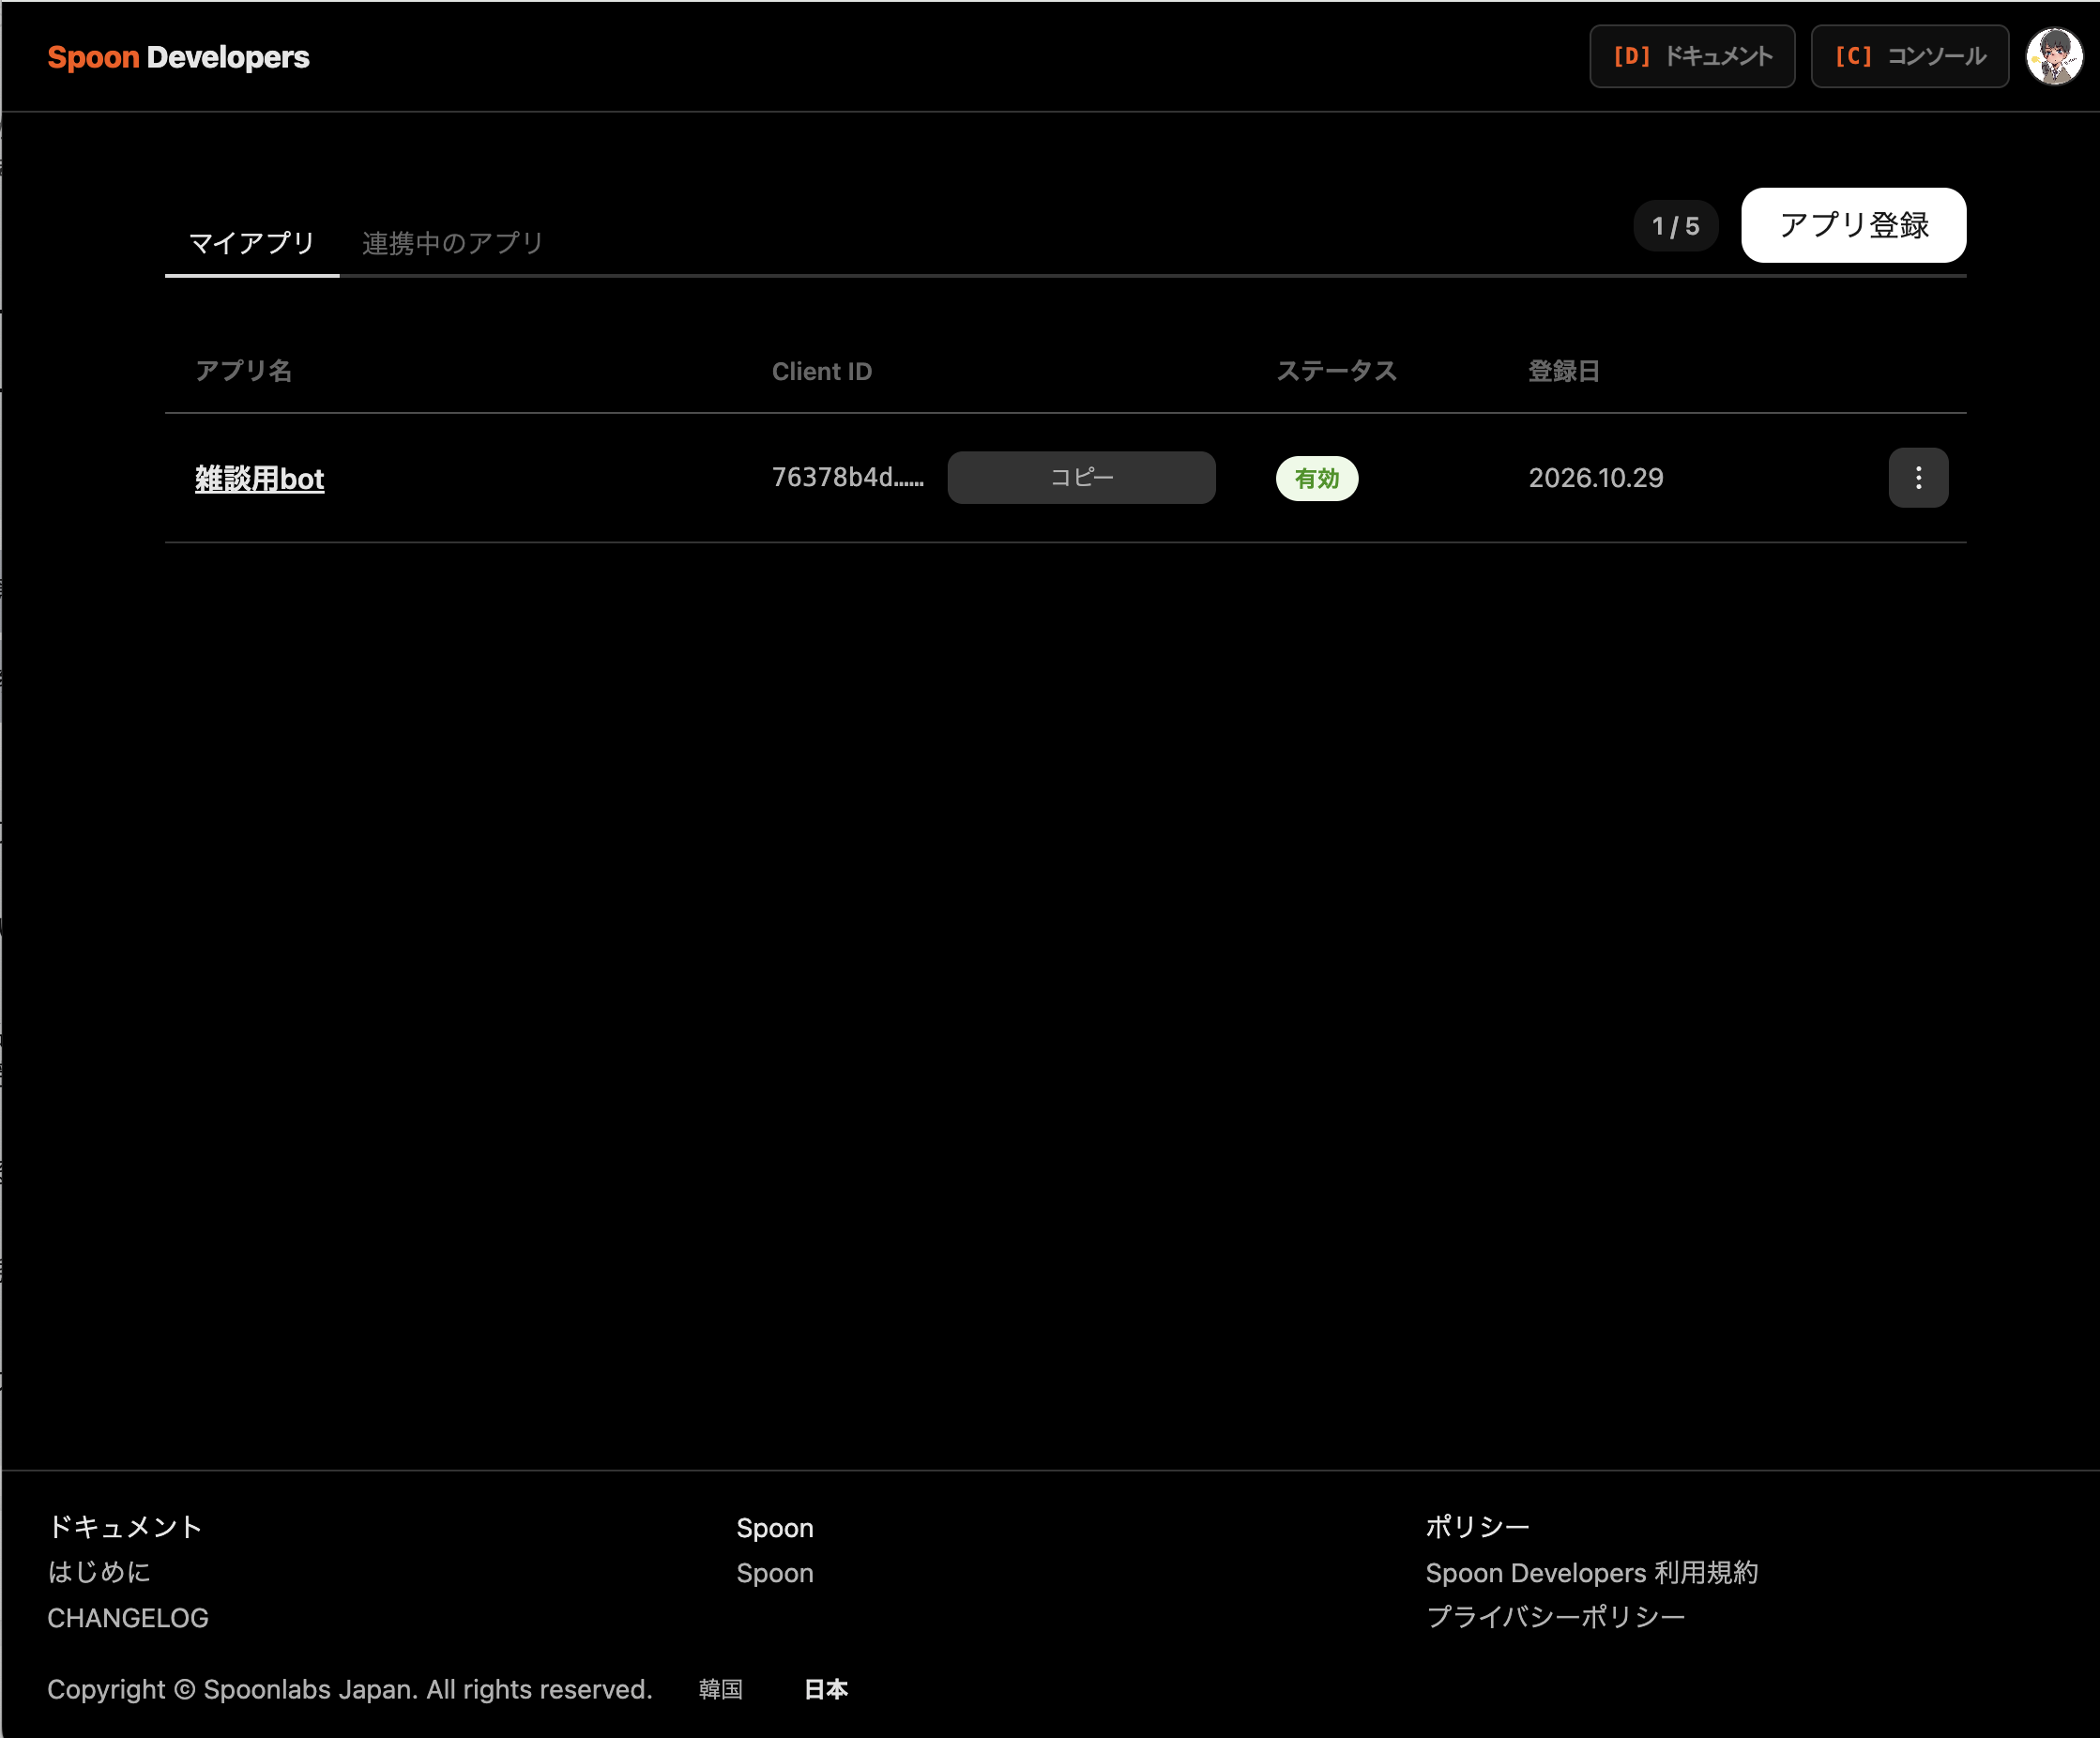 Spoon Developers
[D] ドキュメント
[C] コンソール
マイアプリ
連携中のアプリ
1 / 5
アプリ登録
アプリ名 Client ID ステータス 登録日
雑談用bot 76378b4d...... コピー 有効 2026.10.29
ドキュメント
はじめに
CHANGELOG
Spoon
Spoon
ポリシー
Spoon Developers 利用規約
プライバシーポリシー
Copyright © Spoonlabs Japan. All rights reserved. 韓国 日本